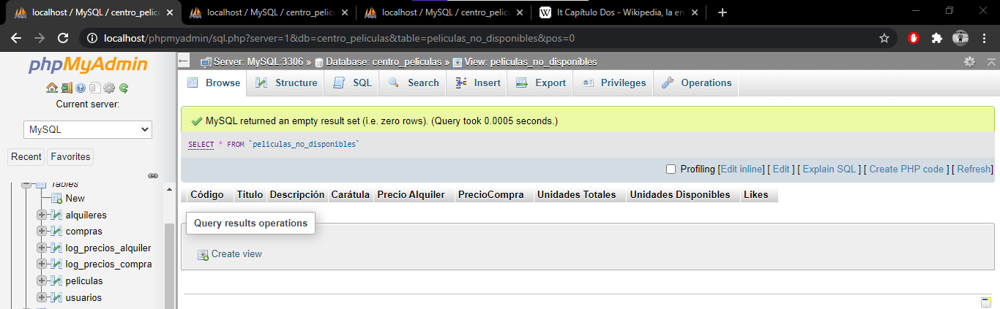 localhost / MySQL / centro_pelicu
localhost / MySQL / centro_pelicu
localhost / MySQL / centro_pelicu
It Capítulo Dos - Wikipedia, la en
localhost/phpmyadmin/sql.php?server=1&db=centro_peliculas&table=peliculas_no_disponibles&pos=0
phpMyAdmin
Current server:
MySQL
Recent
Favorites
Tables
New
alquileres
compras
log_precios_alquiler
log_precios_compra
peliculas
usuarios
Server: MySQL:3306 » Database: centro_peliculas » View: peliculas_no_disponibles
Browse Structure SQL Search Insert Export Privileges Operations
MySQL returned an empty result set (i.e. zero rows). (Query took 0.0005 seconds.)
SELECT * FROM `peliculas_no_disponibles`
Profiling [Edit inline] [ Edit ] [ Explain SQL ] [ Create PHP code ] [ Refresh]
Código Título Descripción Carátula Precio Alquiler PrecioCompra Unidades Totales Unidades Disponibles Likes
Query results operations
Create view